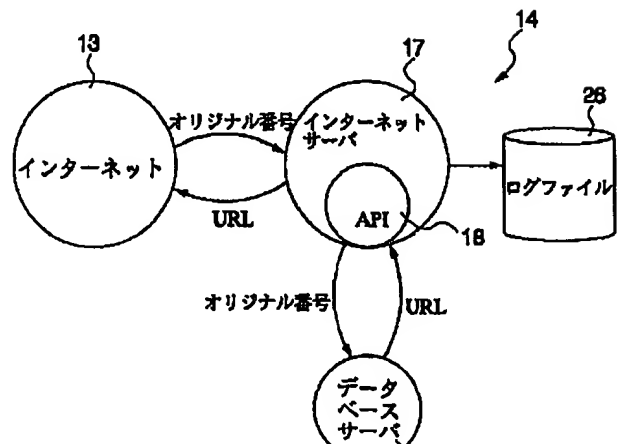 13
17
14
オリジナル番号
インターネット
サーバ
26
インターネット
ログファイル
URL
API
18
オリジナル番号
URL
データ
ベース
サーバ